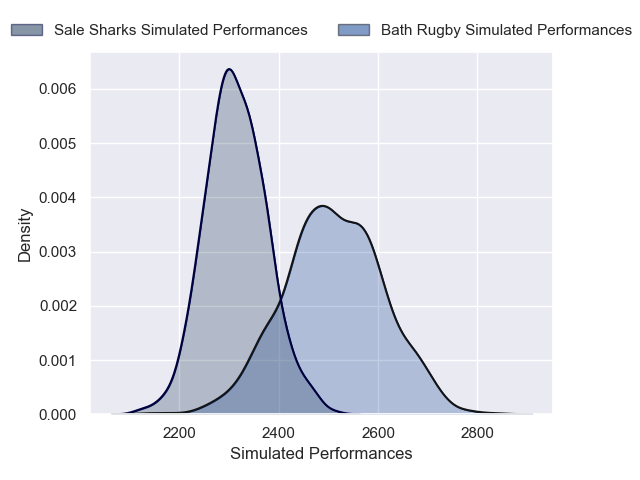 Sale Sharks Simulated Performances
Bath Rugby Simulated Performances
0.006
0.005
0.004
0.003
0.002
0.001
0.000
Density
2200 2400 2600 2800
Simulated Performances